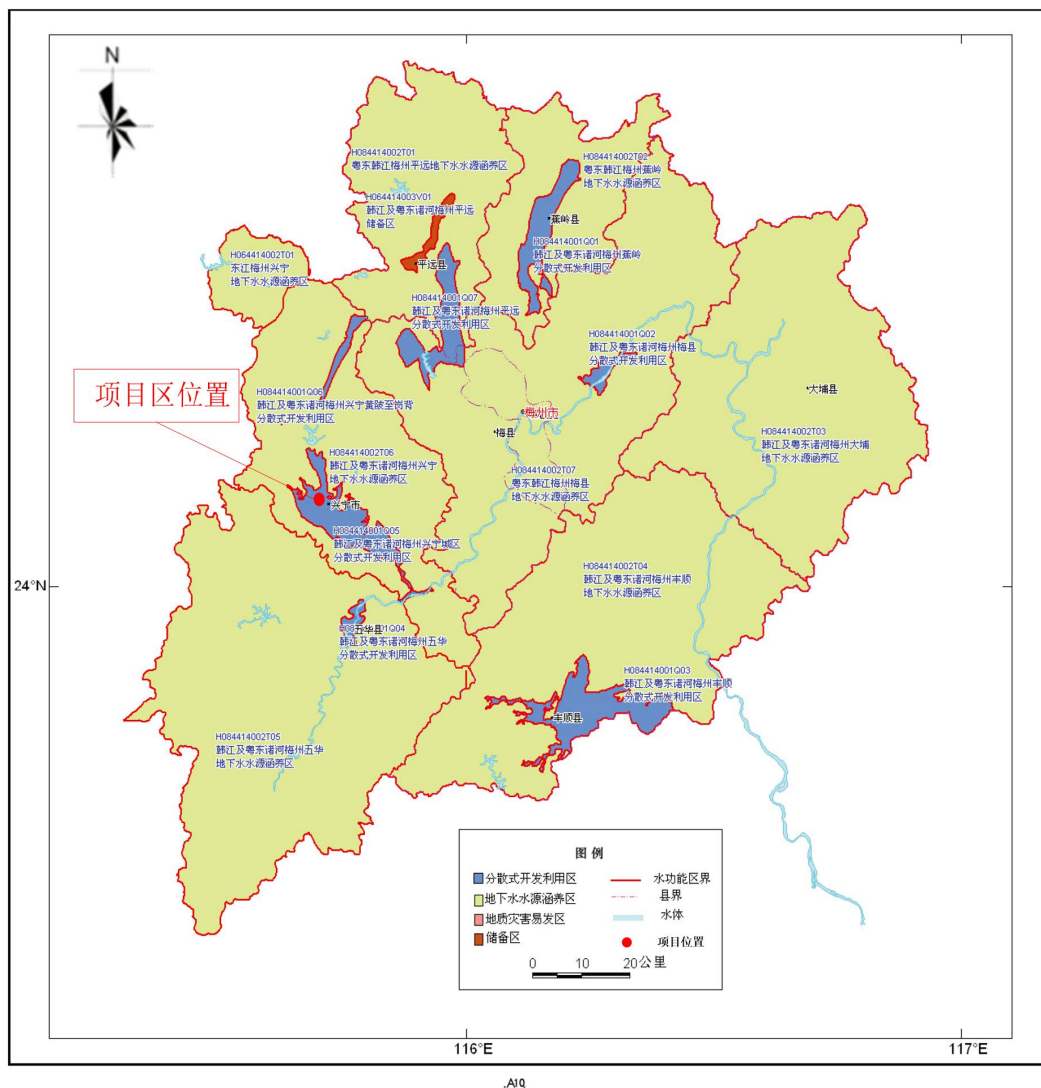 N
H084414002T01
粤东韩江梅州平远地下水水源涵养区
H084414002T02
粤东韩江梅州蕉岭
地下水水源涵养区
H064414003V01
韩江及粤东诸河梅州平远
储备区
蕉岭县
H084414001Q01
韩江及粤东诸河梅州蕉岭
分散式开发利用区
H064414002T01
东江梅州兴宁
地下水水源涵养区
平远县
H084414001Q07
韩江及粤东诸河梅州平远
分散式开发利用区
H084414001Q02
韩江及粤东诸河梅州梅县
分散式开发利用区
项目区位置
H084414001Q06
韩江及粤东诸河梅州兴宁黄陂至岗背
分散式开发利用区
大埔县
梅州市
梅县
H084414002T03
韩江及粤东诸河梅州大埔
地下水水源涵养区
H084414002T06
韩江及粤东诸河梅州兴宁
地下水水源涵养区
H084414002T07
粤东韩江梅州梅县
地下水水源涵养区
兴宁市
H084414001Q05
韩江及粤东诸河梅州兴宁城区
分散式开发利用区
H084414002T04
韩江及粤东诸河梅州丰顺
地下水水源涵养区
24°N
五华县
01Q04
韩江及粤东诸河梅州五华
分散式开发利用区
H084414001Q03
韩江及粤东诸河梅州丰顺
分散式开发利用区
丰顺县
H084414002T05
韩江及粤东诸河梅州五华
地下水水源涵养区
图 例
分散式开发利用区
水功能区界
地下水水源涵养区
县界
地质灾害易发区
水体
储备区
项目位置
0 10 20公里
116°E
117°E
.A10